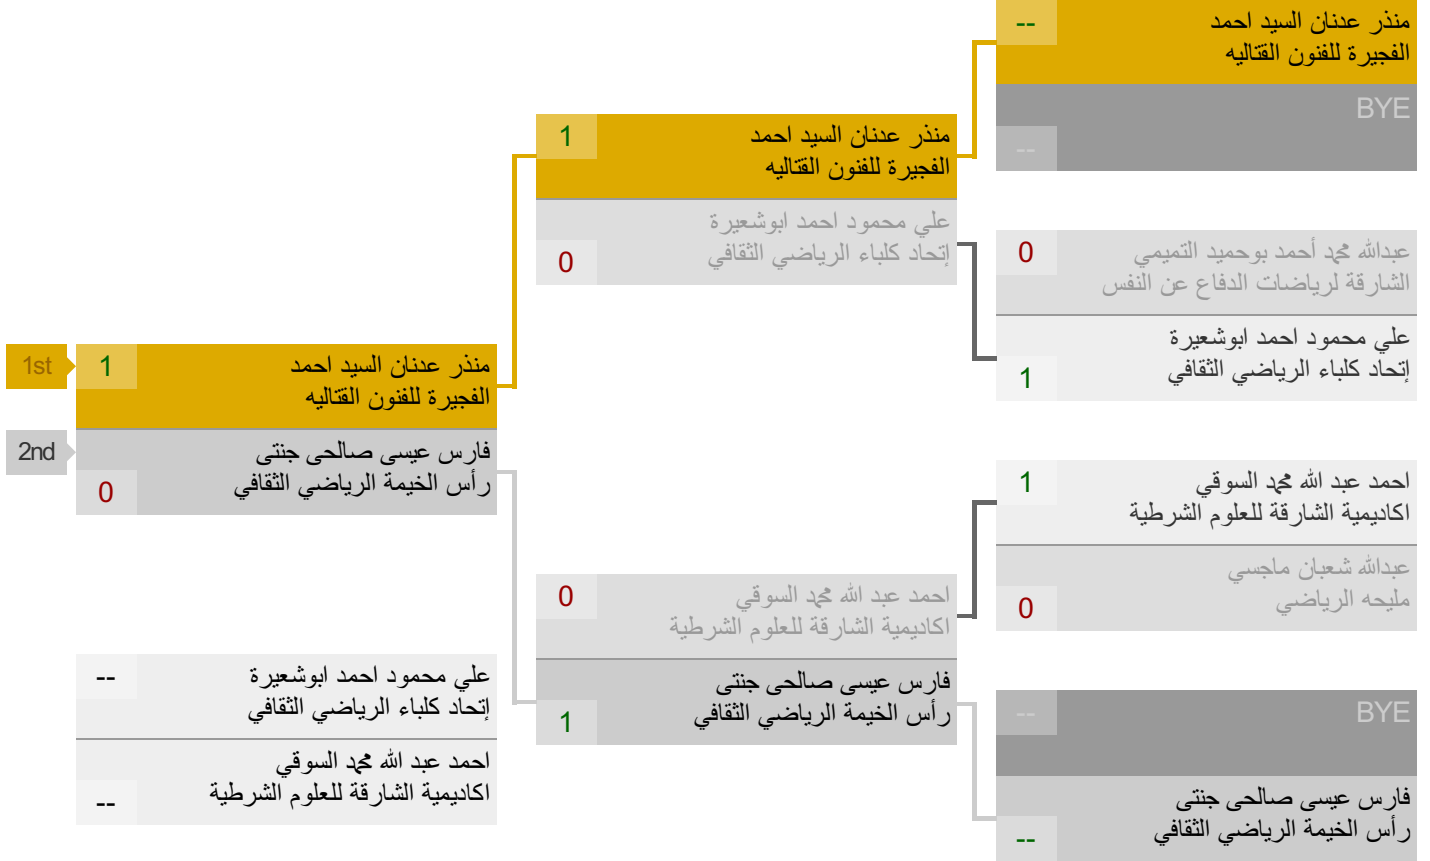 --
منذر عدنان السيد احمد
الفجيرة للفنون القتاليه
BYE
--
1
منذر عدنان السيد احمد
الفجيرة للفنون القتاليه
علي محمود احمد ابوشعيرة
إتحاد كلباء الرياضي الثقافي
0
0
عبدالله محمد أحمد بوحميد التميمي
الشارقة لرياضات الدفاع عن النفس
علي محمود احمد ابوشعيرة
إتحاد كلباء الرياضي الثقافي
1
1st
1
منذر عدنان السيد احمد
الفجيرة للفنون القتاليه
2nd
فارس عيسى صالحى جنتى
رأس الخيمة الرياضي الثقافي
0
1
احمد عبد الله محمد السوقي
اكاديمية الشارقة للعلوم الشرطية
عبدالله شعبان ماجسي
مليحه الرياضي
0
0
احمد عبد الله محمد السوقي
اكاديمية الشارقة للعلوم الشرطية
فارس عيسى صالحى جنتى
رأس الخيمة الرياضي الثقافي
1
--
علي محمود احمد ابوشعيرة
إتحاد كلباء الرياضي الثقافي
احمد عبد الله محمد السوقي
اكاديمية الشارقة للعلوم الشرطية
--
--
BYE
فارس عيسى صالحى جنتى
رأس الخيمة الرياضي الثقافي
--